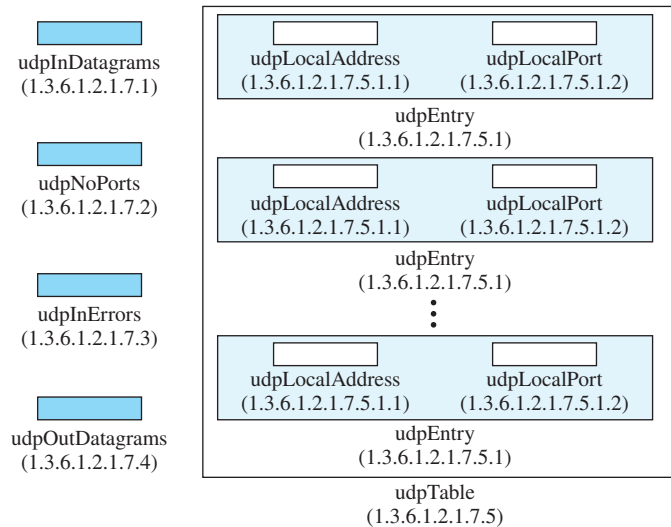 udpInDatagrams
(1.3.6.1.2.1.7.1)
udpNoPorts
(1.3.6.1.2.1.7.2)
udpInErrors
(1.3.6.1.2.1.7.3)
udpOutDatagrams
(1.3.6.1.2.1.7.4)
udpLocalAddress
(1.3.6.1.2.1.7.5.1.1)
udpLocalPort
(1.3.6.1.2.1.7.5.1.2)
udpEntry
(1.3.6.1.2.1.7.5.1)
udpLocalAddress
(1.3.6.1.2.1.7.5.1.1)
udpLocalPort
(1.3.6.1.2.1.7.5.1.2)
udpEntry
(1.3.6.1.2.1.7.5.1)
udpLocalAddress
(1.3.6.1.2.1.7.5.1.1)
udpLocalPort
(1.3.6.1.2.1.7.5.1.2)
udpEntry
(1.3.6.1.2.1.7.5.1)
udpTable
(1.3.6.1.2.1.7.5)